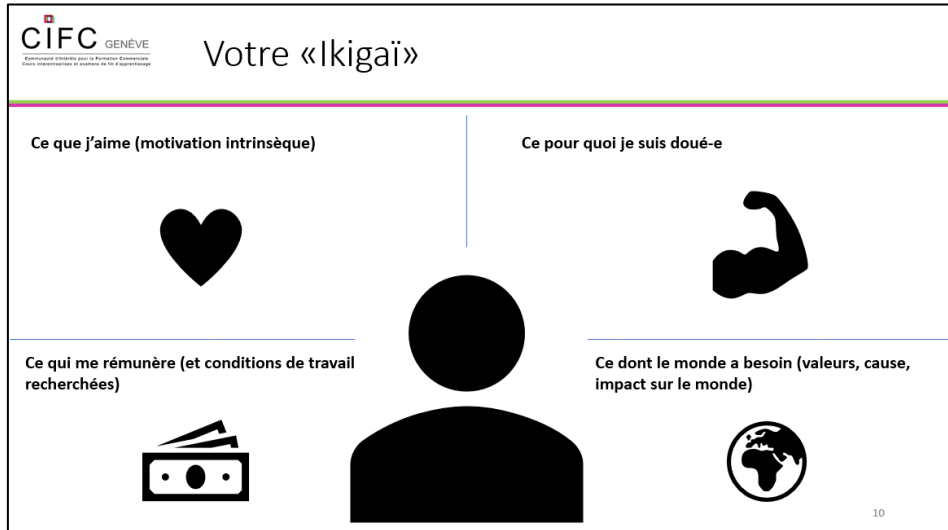 CIFC GENÈVE
Communauté d'Intérêts pour la Formation Commerciale
Cours interentreprises et examens de fin d'apprentissage
Votre «Ikigaï»
Ce que j'aime (motivation intrinsèque)
Ce pour quoi je suis doué-e
Ce qui me rémunère (et conditions de travail
recherchées)
Ce dont le monde a besoin (valeurs, cause,
impact sur le monde)
10